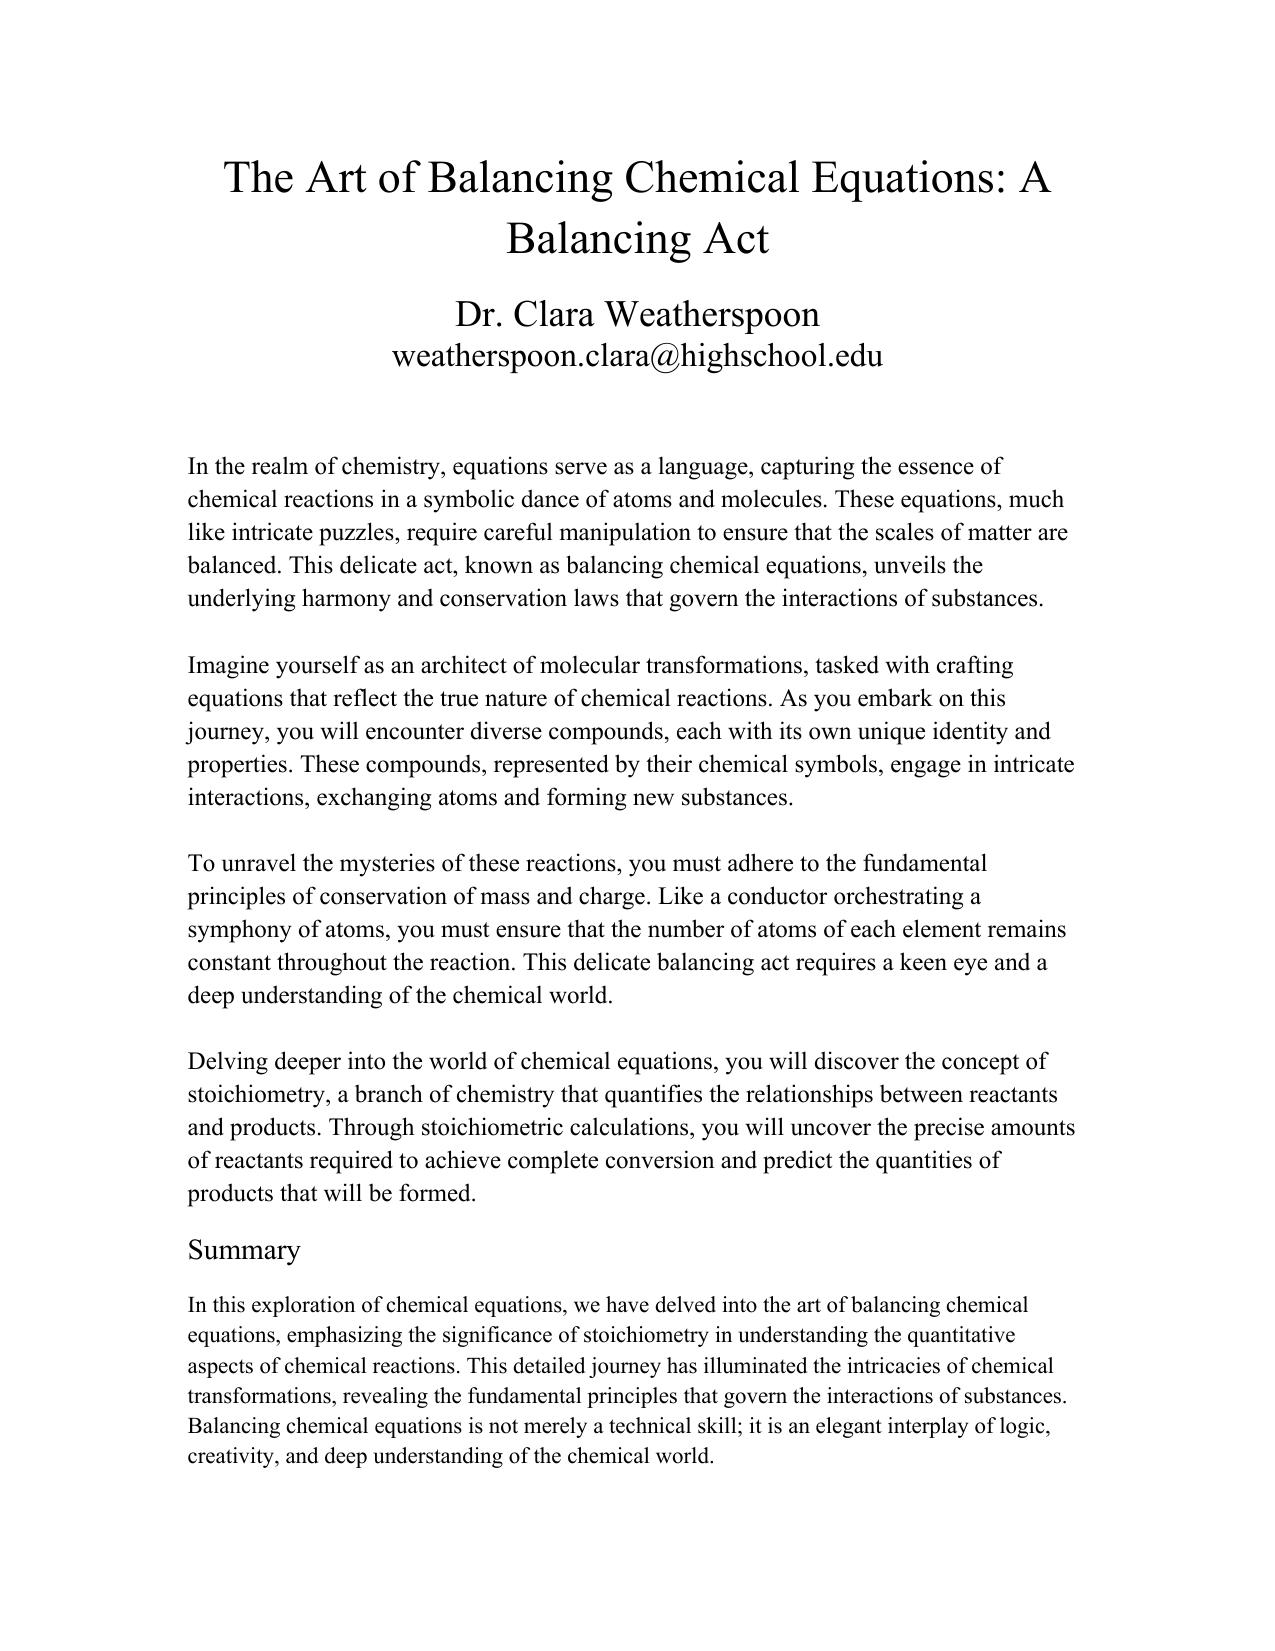 The Art of Balancing Chemical Equations: A
Balancing Act
Dr. Clara Weatherspoon
weatherspoon.clara@highschool.edu
In the realm of chemistry, equations serve as a language, capturing the essence of
chemical reactions in a symbolic dance of atoms and molecules. These equations, much
like intricate puzzles, require careful manipulation to ensure that the scales of matter are
balanced. This delicate act, known as balancing chemical equations, unveils the
underlying harmony and conservation laws that govern the interactions of substances.
Imagine yourself as an architect of molecular transformations, tasked with crafting
equations that reflect the true nature of chemical reactions. As you embark on this
journey, you will encounter diverse compounds, each with its own unique identity and
properties. These compounds, represented by their chemical symbols, engage in intricate
interactions, exchanging atoms and forming new substances.
To unravel the mysteries of these reactions, you must adhere to the fundamental
principles of conservation of mass and charge. Like a conductor orchestrating a
symphony of atoms, you must ensure that the number of atoms of each element remains
constant throughout the reaction. This delicate balancing act requires a keen eye and a
deep understanding of the chemical world.
Delving deeper into the world of chemical equations, you will discover the concept of
stoichiometry, a branch of chemistry that quantifies the relationships between reactants
and products. Through stoichiometric calculations, you will uncover the precise amounts
of reactants required to achieve complete conversion and predict the quantities of
products that will be formed.
Summary
In this exploration of chemical equations, we have delved into the art of balancing chemical
equations, emphasizing the significance of stoichiometry in understanding the quantitative
aspects of chemical reactions. This detailed journey has illuminated the intricacies of chemical
transformations, revealing the fundamental principles that govern the interactions of substances.
Balancing chemical equations is not merely a technical skill; it is an elegant interplay of logic,
creativity, and deep understanding of the chemical world.